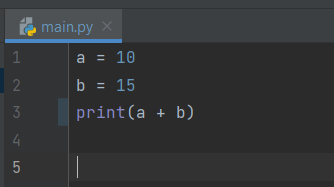 main.py
1 a = 10
2 b = 15
3 print(a + b)
4
5